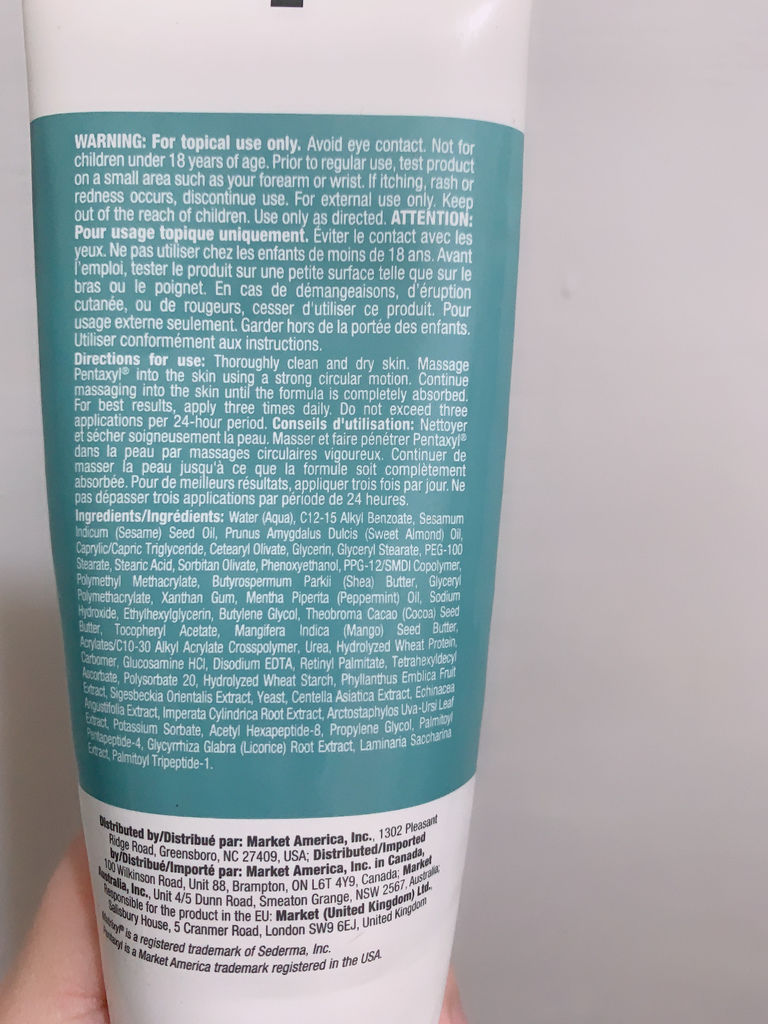 WARNING: For topical use only. Avoid eye contact. Not for
children under 18 years of age. Prior to regular use, test product
on a small area such as your forearm or wrist. If itching, rash or
redness occurs, discontinue use. For external use only. Keep
out of the reach of children. Use only as directed. ATTENTION:
Pour usage topique uniquement. Éviter le contact avec les
yeux. Ne pas utiliser chez les enfants de moins de 18 ans. Avant
l'emploi, tester le produit sur une petite surface telle que sur le
bras ou le poignet. En cas de démangeaisons, d'éruption
cutanée, ou de rougeurs, cesser d'utiliser ce produit. Pour
usage externe seulement. Garder hors de la portée des enfants.
Utiliser conformément aux instructions.
Directions for use: Thoroughly clean and dry skin. Massage
Pentaxyl® into the skin using a strong circular motion. Continue
massaging into the skin until the formula is completely absorbed.
For best results, apply three times daily. Do not exceed three
applications per 24-hour period. Conseils d'utilisation: Nettoyer
et sécher soigneusement la peau. Masser et faire pénétrer Pentaxyl®
dans la peau par massages circulaires vigoureux. Continuer de
masser la peau jusqu'à ce que la formule soit complètement
absorbée. Pour de meilleurs résultats, appliquer trois fois par jour. Ne
pas dépasser trois applications par période de 24 heures.
Ingredients/Ingrédients: Water (Aqua), C12-15 Alkyl Benzoate, Sesamum
Indicum (Sesame) Seed Oil, Prunus Amygdalus Dulcis (Sweet Almond) Oil,
Caprylic/Capric Triglyceride, Cetearyl Olivate, Glycerin, Glyceryl Stearate, PEG-100
Stearate, Stearic Acid, Sorbitan Olivate, Phenoxyethanol, PPG-12/SMDI Copolymer,
Polymethyl Methacrylate, Butyrospermum Parkii (Shea) Butter, Glyceryl
Polymethacrylate, Xanthan Gum, Mentha Piperita (Peppermint) Oil, Sodium
Hydroxide, Ethylhexylglycerin, Butylene Glycol, Theobroma Cacao (Cocoa) Seed
Butter, Tocopheryl Acetate, Mangifera Indica (Mango) Seed Butter,
Acrylates/C10-30 Alkyl Acrylate Crosspolymer, Urea, Hydrolyzed Wheat Protein,
Carbomer, Glucosamine HCl, Disodium EDTA, Retinyl Palmitate, Tetrahexyldecyl
Ascorbate, Polysorbate 20, Hydrolyzed Wheat Starch, Phyllanthus Emblica Fruit
Extract, Sigesbeckia Orientalis Extract, Yeast, Centella Asiatica Extract, Echinacea
Angustifolia Extract, Imperata Cylindrica Root Extract, Arctostaphylos Uva-Ursi Leaf
Extract, Potassium Sorbate, Acetyl Hexapeptide-8, Propylene Glycol, Palmitoyl
Pentapeptide-4, Glycyrrhiza Glabra (Licorice) Root Extract, Laminaria Saccharina
Extract, Palmitoyl Tripeptide-1.
Distributed by/Distribué par: Market America, Inc., 1302 Pleasant
Ridge Road, Greensboro, NC 27409, USA; Distributed/Imported
by/Distribué/Importé par: Market America, Inc. in Canada,
100 Wilkinson Road, Unit 88, Brampton, ON L6T 4Y9, Canada; Market
Australia, Inc., Unit 4/5 Dunn Road, Smeaton Grange, NSW 2567, Australia;
Responsible for the product in the EU: Market (United Kingdom) Ltd.,
Salisbury House, 5 Cranmer Road, London SW9 6EJ, United Kingdom
Matrixyl® is a registered trademark of Sederma, Inc.
Pentaxyl is a Market America trademark registered in the USA.